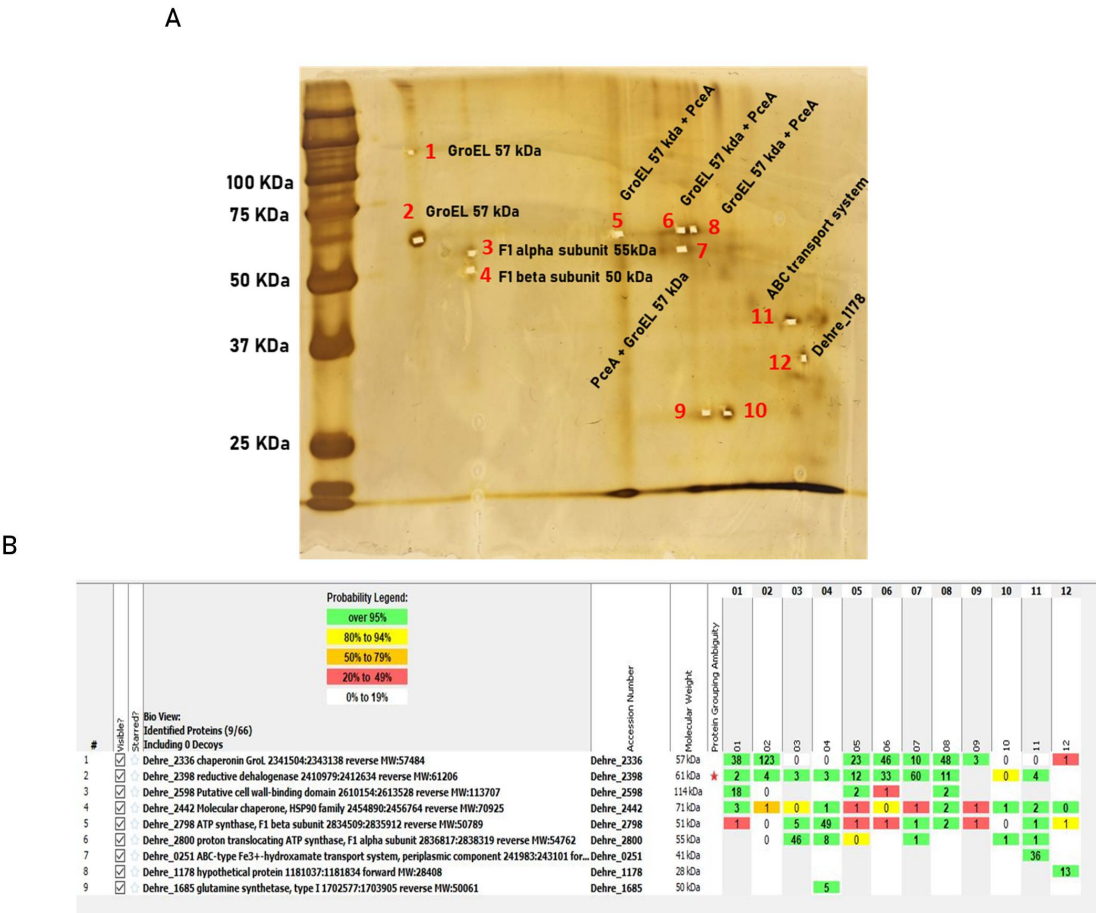 A
1 GroEL 57 kDa
GroEL 57 kda + PceA
GroEL 57 kda + PceA
GroEL 57 kda + PceA
100 KDa
75 KDa
2 GroEL 57 kDa
5
6
8
3 F1 alpha subunit 55kDa
7
50 KDa
4 F1 beta subunit 50 kDa
ABC transport system
11
Dehre_1178
37 KDa
PceA + GroEL 57 kDa
12
9
10
25 KDa
B
Probability Legend:
over 95%
80% to 94%
50% to 79%
20% to 49%
0% to 19%
Bio View:
Identified Proteins (9/66)
Including 0 Decoys
# Visible? Starred? Accession Number Molecular Weight Protein Grouping Ambiguity
01 02 03 04 05 06 07 08 09 10 11 12
01 02 03 04 05 06 07 08 09 10 11 12
1 Dehre_2336 chaperonin GroL 2341504:2343138 reverse MW:57484 Dehre_2336 57 kDa 38 123 0 0 23 46 10 48 3 0 0 1
2 Dehre_2398 reductive dehalogenase 2410979:2412634 reverse MW:61206 Dehre_2398 61 kDa ★ 2 4 3 3 12 33 60 11 0 4
3 Dehre_2598 Putative cell wall-binding domain 2610154:2613528 reverse MW:113707 Dehre_2598 114 kDa 18 0 2 1 2
4 Dehre_2442 Molecular chaperone, HSP90 family 2454890:2456764 reverse MW:70925 Dehre_2442 71 kDa 3 1 0 1 1 0 1 2 1 1 2 0
5 Dehre_2798 ATP synthase, F1 beta subunit 2834509:2835912 reverse MW:50789 Dehre_2798 51 kDa 1 0 5 49 1 1 1 2 1 0 1 1
6 Dehre_2800 proton translocating ATP synthase, F1 alpha subunit 2836817:2838319 reverse MW:54762 Dehre_2800 55 kDa 0 46 8 0 1 1 1
7 Dehre_0251 ABC-type Fe3+-hydroxamate transport system, periplasmic component 241983:243101 for... Dehre_0251 41 kDa 36
8 Dehre_1178 hypothetical protein 1181037:1181834 forward MW:28408 Dehre_1178 28 kDa 13
9 Dehre_1685 glutamine synthetase, type I 1702577:1703905 reverse MW:50061 Dehre_1685 50 kDa 5